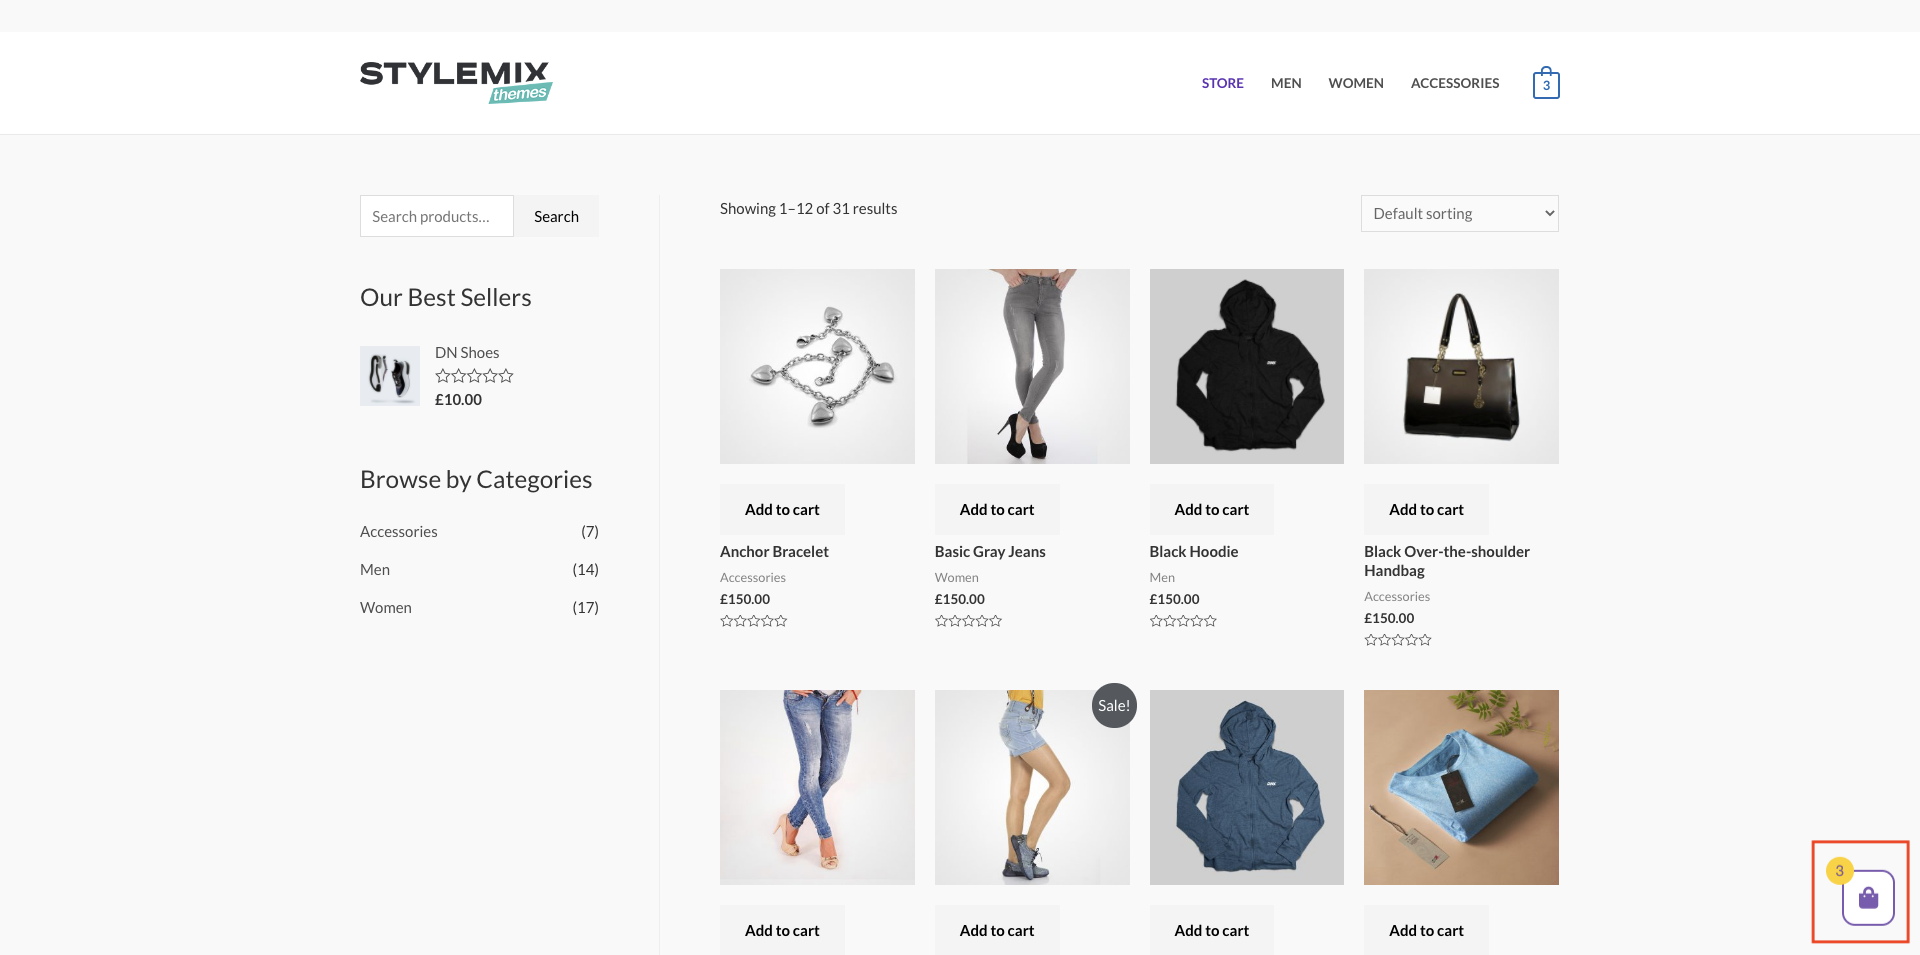 STYLEMIX
themes
STORE
MEN
WOMEN
ACCESSORIES
3
Search products...
Search
Showing 1–12 of 31 results
Default sorting
Our Best Sellers
DN Shoes
£10.00
Browse by Categories
Accessories (7)
Men (14)
Women (17)
Add to cart
Anchor Bracelet
Accessories
£150.00
Add to cart
Basic Gray Jeans
Women
£150.00
Add to cart
Black Hoodie
Men
£150.00
Add to cart
Black Over-the-shoulder
Handbag
Accessories
£150.00
Sale!
Add to cart
Add to cart
Add to cart
Add to cart
3